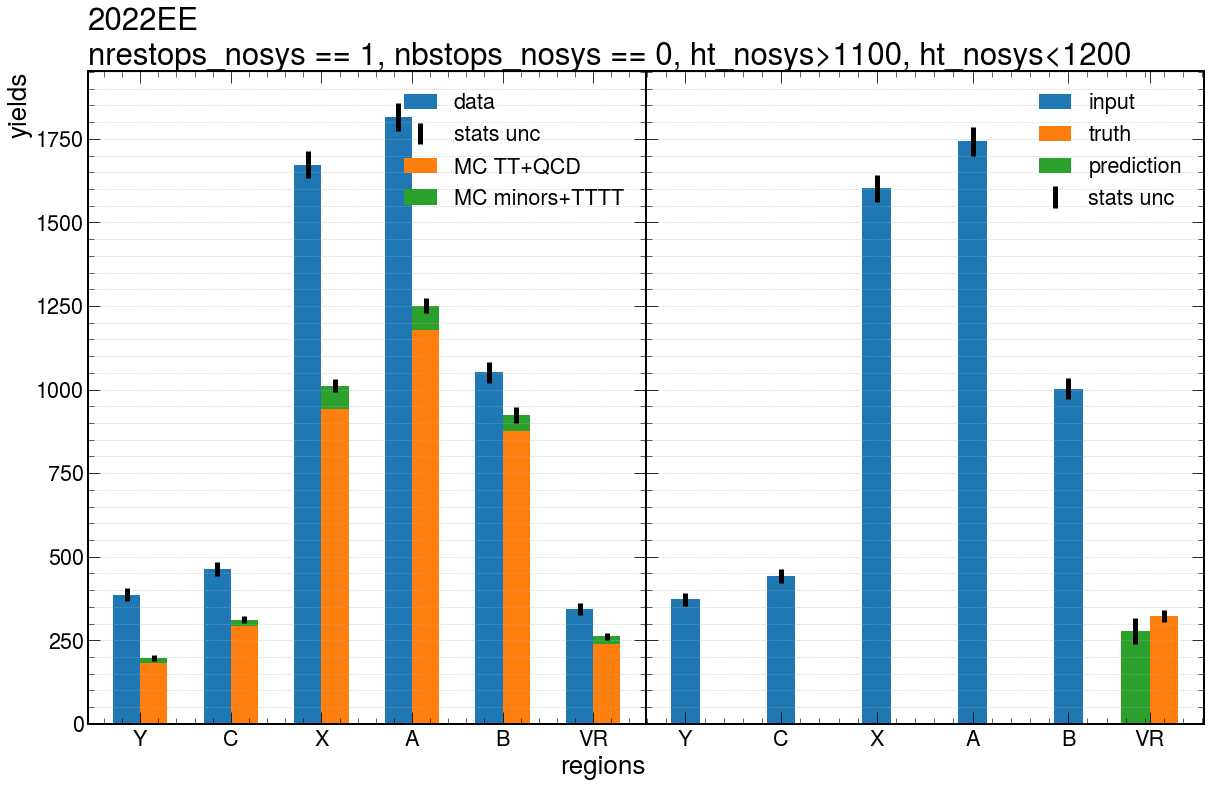 2022EE
nrestops_nosys == 1, nbstops_nosys == 0, ht_nosys>1100, ht_nosys<1200
yields
1750
1500
1250
1000
750
500
250
0
data
stats unc
MC TT+QCD
MC minors+TTTT
input
truth
prediction
stats unc
Y C X A B VR
Y C X A B VR
regions